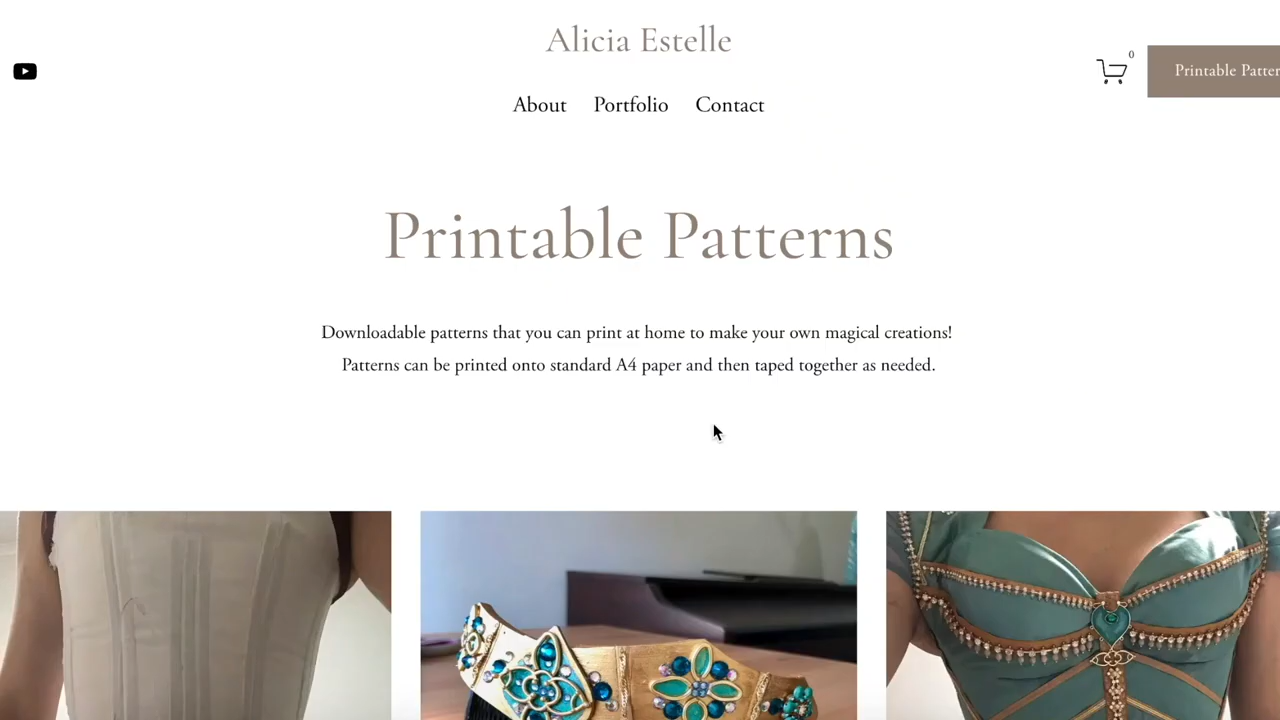 Alicia Estelle
0
Printable Patter
About Portfolio Contact
Printable Patterns
Downloadable patterns that you can print at home to make your own magical creations!
Patterns can be printed onto standard A4 paper and then taped together as needed.